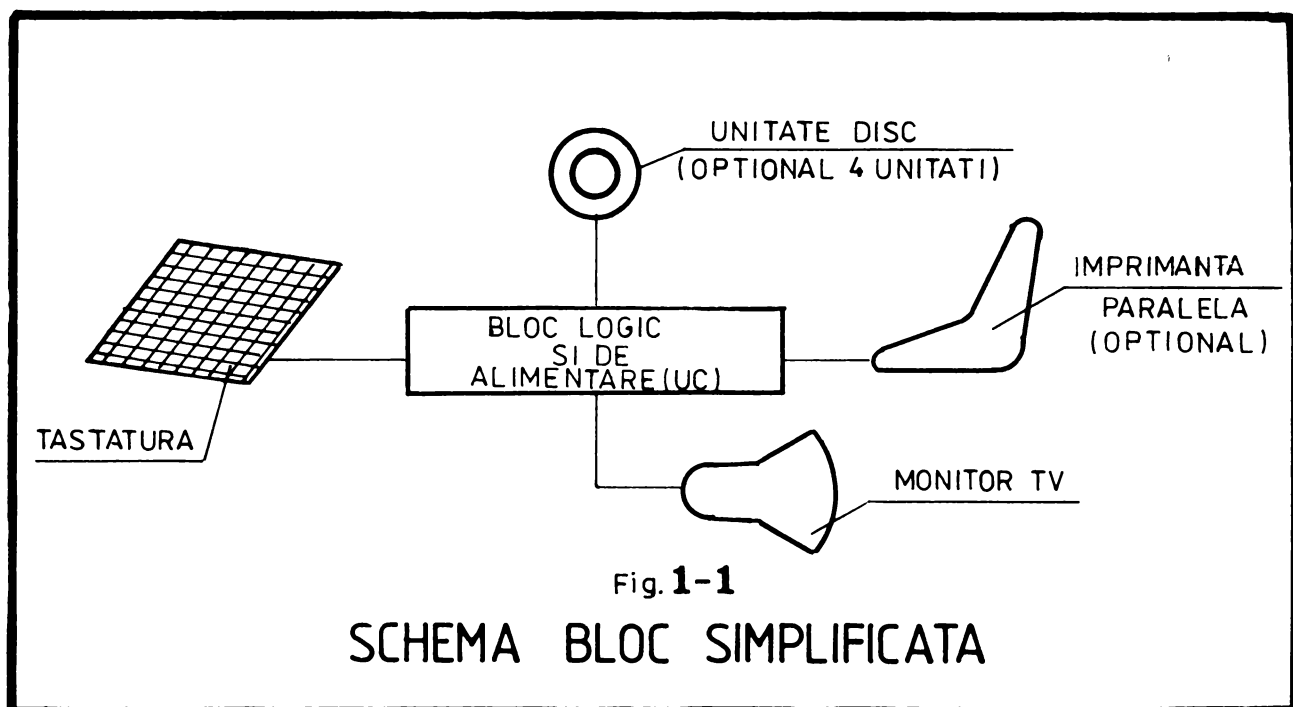 UNITATE DISC
(OPTIONAL 4 UNITATI)
IMPRIMANTA
PARALELA
(OPTIONAL)
BLOC LOGIC
SI DE
ALIMENTARE(UC)
TASTATURA
MONITOR TV
Fig. 1-1
SCHEMA BLOC SIMPLIFICATA